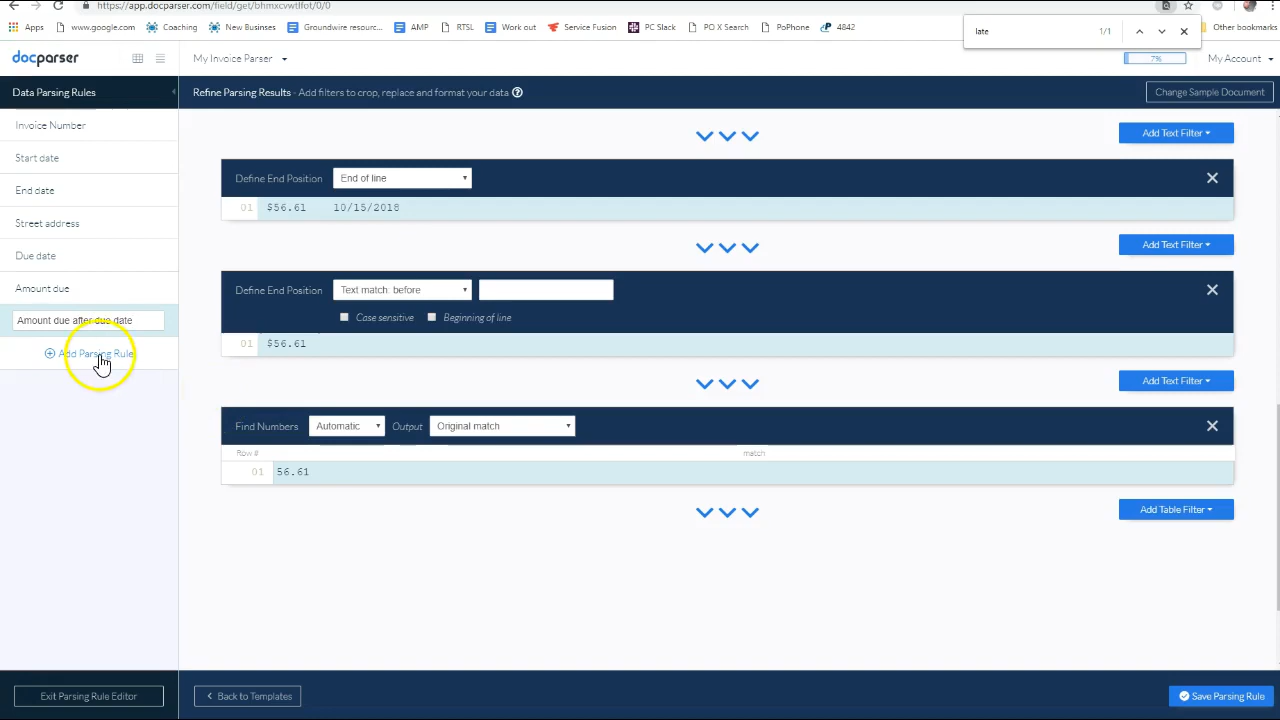 https://app.docparser.com/field/get/bhmxcvwtlfot/0/0
Apps www.google.com Coaching New Businses Groundwire resourc... AMP RTSL Work out Service Fusion PC Slack PO X Search PoPhone 4842 Other bookmarks
late 1/1
docparser My Invoice Parser 7% My Account
Data Parsing Rules Refine Parsing Results - Add filters to crop, replace and format your data Change Sample Document
Invoice Number
Start date
End date
Street address
Due date
Amount due
Amount due after due date
Add Parsing Rule
Add Text Filter
Define End Position End of line
01 $56.61 10/15/2018
Add Text Filter
Define End Position Text match: before
Case sensitive Beginning of line
01 $56.61
Add Text Filter
Find Numbers Automatic Output Original match
Row # match
01 56.61
Add Table Filter
Exit Parsing Rule Editor Back to Templates Save Parsing Rule